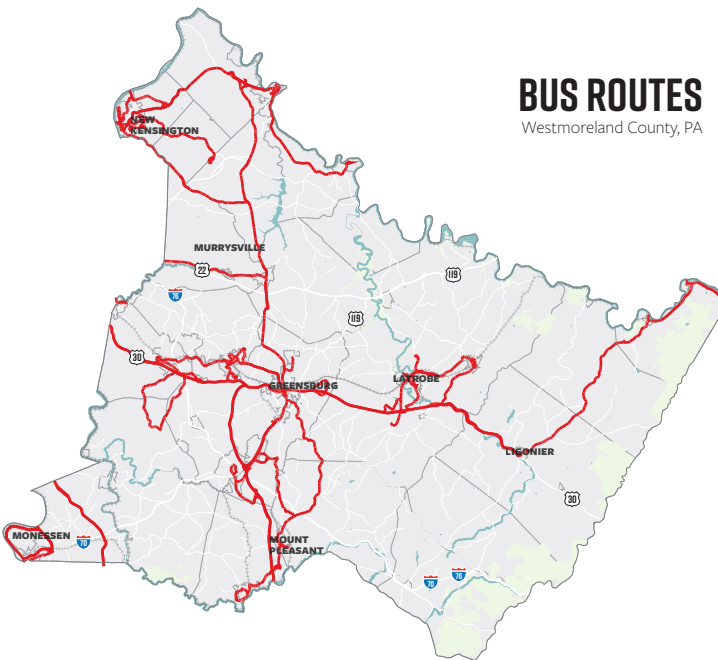 BUS ROUTES
Westmoreland County, PA
NEW
KENSINGTON
MURRYSVILLE
22
76
119
119
30
GREENSBURG
LATROBE
LIGONIER
30
MONESSEN
70
MOUNT
PLEASANT
70
76